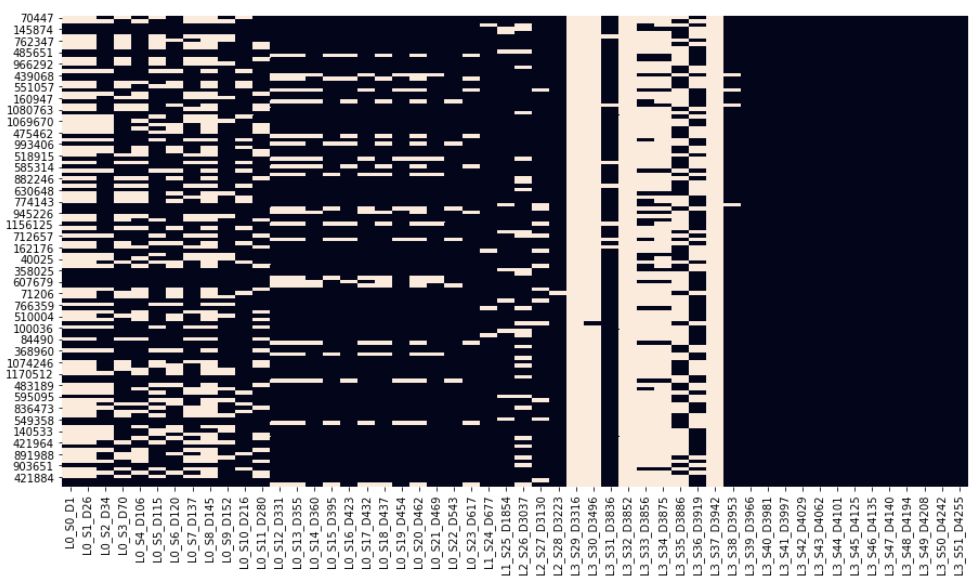 70447
145874
762347
485651
966292
439068
551057
160947
1080763
1069670
475462
993406
518915
585314
882246
630648
774143
945226
1156125
712657
162176
40025
358025
607679
71206
766359
510004
100036
84490
368960
1074246
1170512
483189
595095
836473
549358
140533
421964
891988
903651
421884
L0_S0_D1
L0_S1_D26
L0_S2_D34
L0_S3_D70
L0_S4_D106
L0_S5_D115
L0_S6_D120
L0_S7_D137
L0_S8_D145
L0_S9_D152
L0_S10_D216
L0_S11_D280
L0_S12_D331
L0_S13_D355
L0_S14_D360
L0_S15_D395
L0_S16_D423
L0_S17_D432
L0_S18_D437
L0_S19_D454
L0_S20_D462
L0_S21_D469
L0_S22_D543
L0_S23_D617
L1_S24_D677
L1_S25_D1854
L2_S26_D3037
L2_S27_D3130
L2_S28_D3223
L3_S29_D3316
L3_S30_D3496
L3_S31_D3836
L3_S32_D3852
L3_S33_D3856
L3_S34_D3875
L3_S35_D3886
L3_S36_D3919
L3_S37_D3942
L3_S38_D3953
L3_S39_D3966
L3_S40_D3981
L3_S41_D3997
L3_S42_D4029
L3_S43_D4062
L3_S44_D4101
L3_S45_D4125
L3_S46_D4135
L3_S47_D4141
L3_S48_D4194
L3_S49_D4208
L3_S50_D4242
L3_S51_D4255